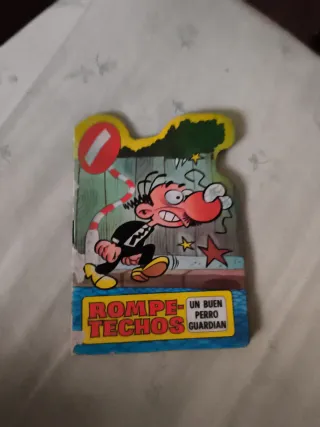 ROMPE-
TECHOS
UN BUEN
PERRO
GUARDIAN